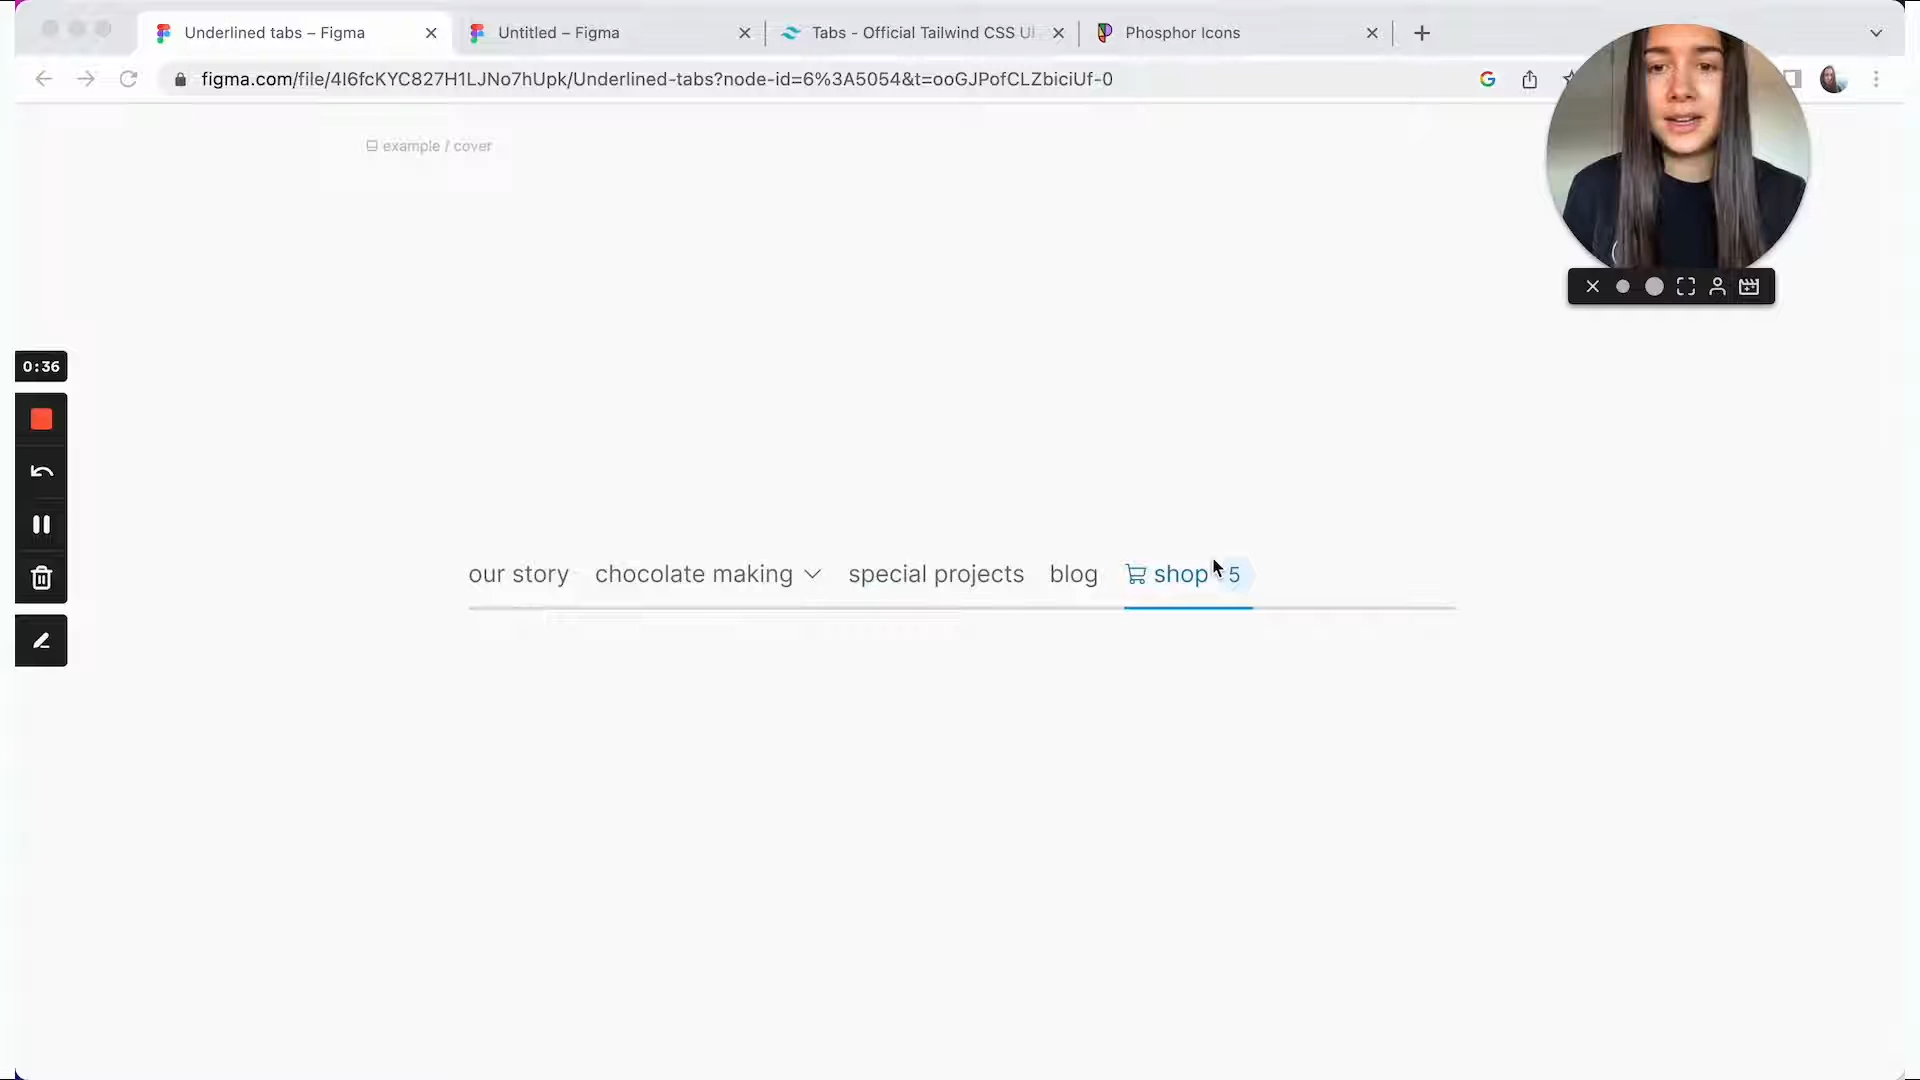 Underlined tabs – Figma
Untitled – Figma
Tabs - Official Tailwind CSS UI
Phosphor Icons
figma.com/file/4I6fcKYC827H1LJNo7hUpk/Underlined-tabs?node-id=6%3A5054&t=ooGJPofCLZbiciUf-0
example / cover
0:36
our story chocolate making special projects blog shop 5